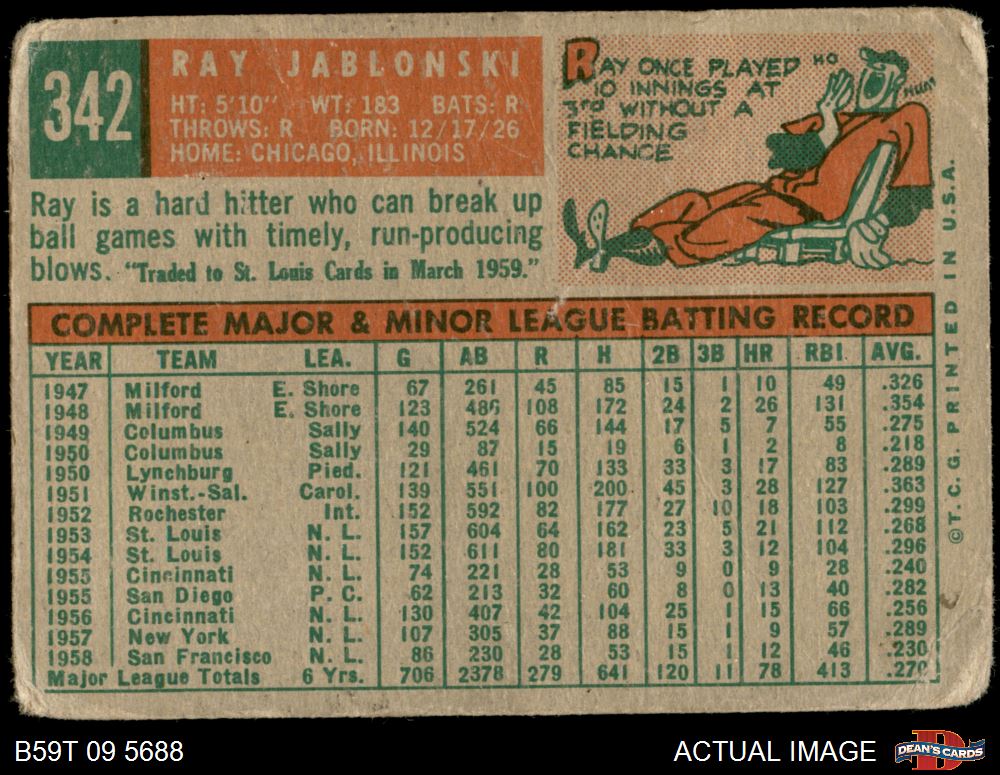 342
RAY JABLONSKI
HT: 5'10" WT: 183 BATS: R
THROWS: R BORN: 12/17/26
HOME: CHICAGO, ILLINOIS
RAY ONCE PLAYED
10 INNINGS AT
3rd WITHOUT A
FIELDING
CHANCE
HO
HUM
Ray is a hard hitter who can break up
ball games with timely, run-producing
blows. "Traded to St. Louis Cards in March 1959."
COMPLETE MAJOR & MINOR LEAGUE BATTING RECORD
YEAR TEAM LEA. G AB R H 2B 3B HR RBI AVG.
1947 Milford E. Shore 67 261 45 85 15 1 10 49 .326
1948 Milford E. Shore 123 486 108 172 24 2 26 131 .354
1949 Columbus Sally 140 524 66 144 17 5 7 55 .275
1950 Columbus Sally 29 87 15 19 6 1 2 8 .218
1950 Lynchburg Pied. 121 461 70 133 33 3 17 83 .289
1951 Winst.-Sal. Carol. 139 551 100 200 45 3 28 127 .363
1952 Rochester Int. 152 592 82 177 27 10 18 103 .299
1953 St. Louis N. L. 157 604 64 162 23 5 21 112 .268
1954 St. Louis N. L. 152 611 80 181 33 3 12 104 .296
1955 Cincinnati N. L. 74 221 28 53 9 0 9 28 .240
1955 San Diego P. C. 62 213 32 60 8 0 13 40 .282
1956 Cincinnati N. L. 130 407 42 104 25 1 15 66 .256
1957 New York N. L. 107 305 37 88 15 1 9 57 .289
1958 San Francisco N. L. 86 230 28 53 15 1 12 46 .230
Major League Totals 6 Yrs. 706 2378 279 641 120 11 78 413 .270
©T.C.G. PRINTED IN U.S.A.
B59T 09 5688
ACTUAL IMAGE
D
DEAN'S CARDS